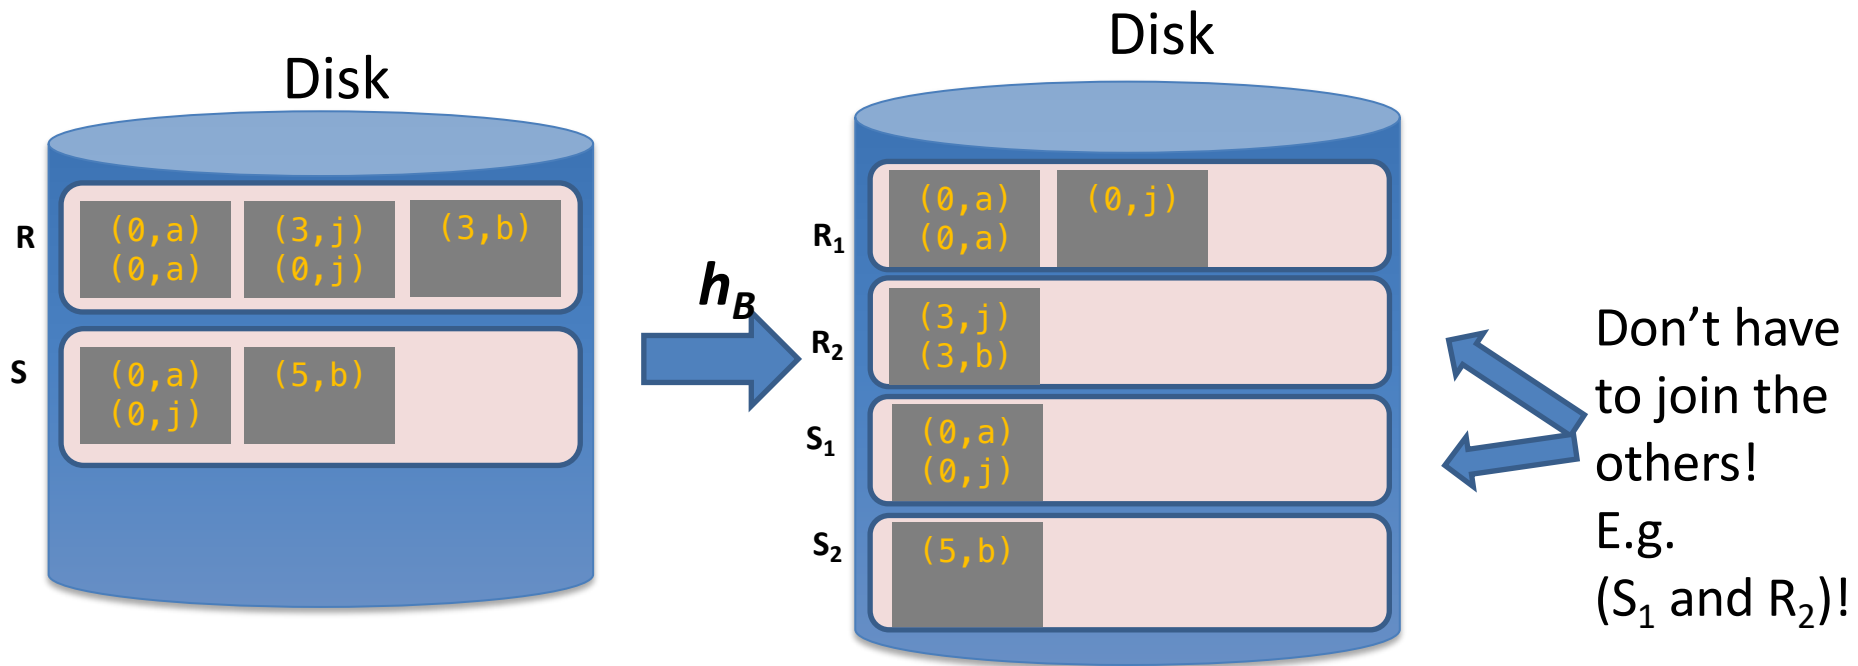 Disk
R
(0,a) (3,j) (3,b)
(0,a) (0,j)
S
(0,a) (5,b)
(0,j)
h_B
Disk
R₁
(0,a) (0,j)
(0,a)
R₂
(3,j)
(3,b)
S₁
(0,a)
(0,j)
S₂
(5,b)
Don’t have
to join the
others!
E.g.
(S₁ and R₂)!